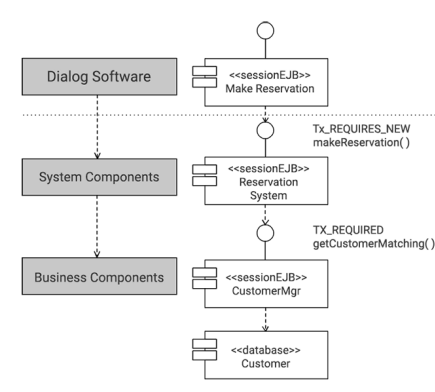 Dialog Software
<<sessionEJB>>
Make Reservation
Tx_REQUIRES_NEW
makeReservation( )
System Components
<<sessionEJB>>
Reservation
System
TX_REQUIRED
getCustomerMatching( )
Business Components
<<sessionEJB>>
CustomerMgr
<<database>>
Customer